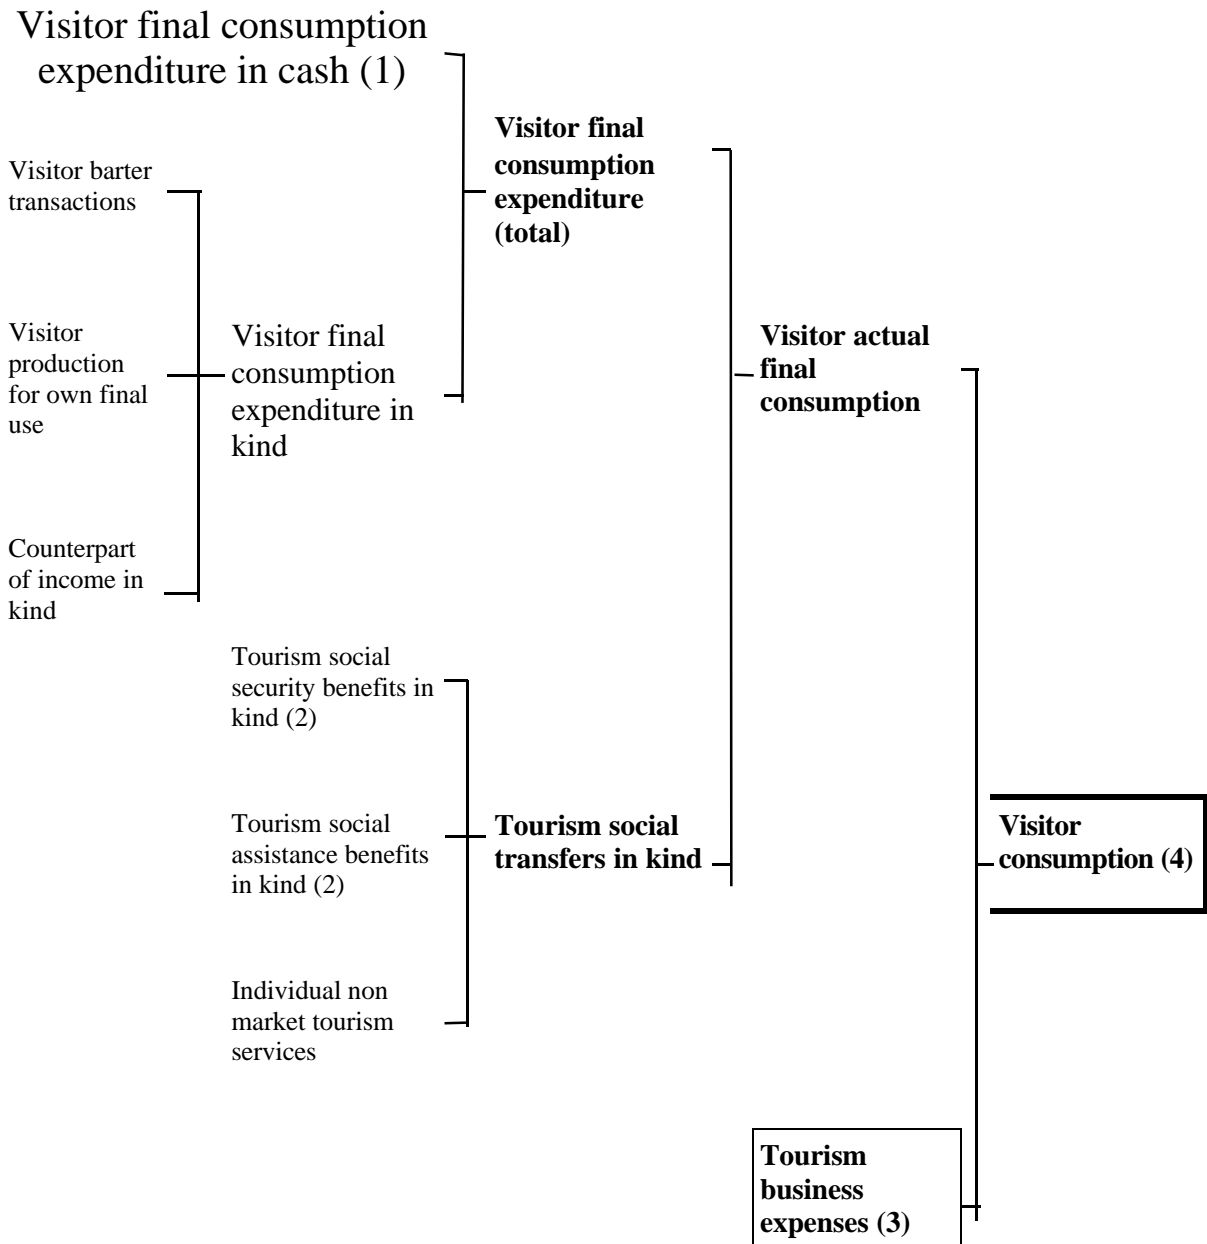 Visitor final consumption
expenditure in cash (1)
Visitor final
consumption
expenditure
(total)
Visitor barter
transactions
Visitor
production
for own final
use
Visitor final
consumption
expenditure in
kind
Visitor actual
final
consumption
Counterpart
of income in
kind
Tourism social
security benefits in
kind (2)
Tourism social
assistance benefits
in kind (2)
Tourism social
transfers in kind
Visitor
consumption (4)
Individual non
market tourism
services
Tourism
business
expenses (3)